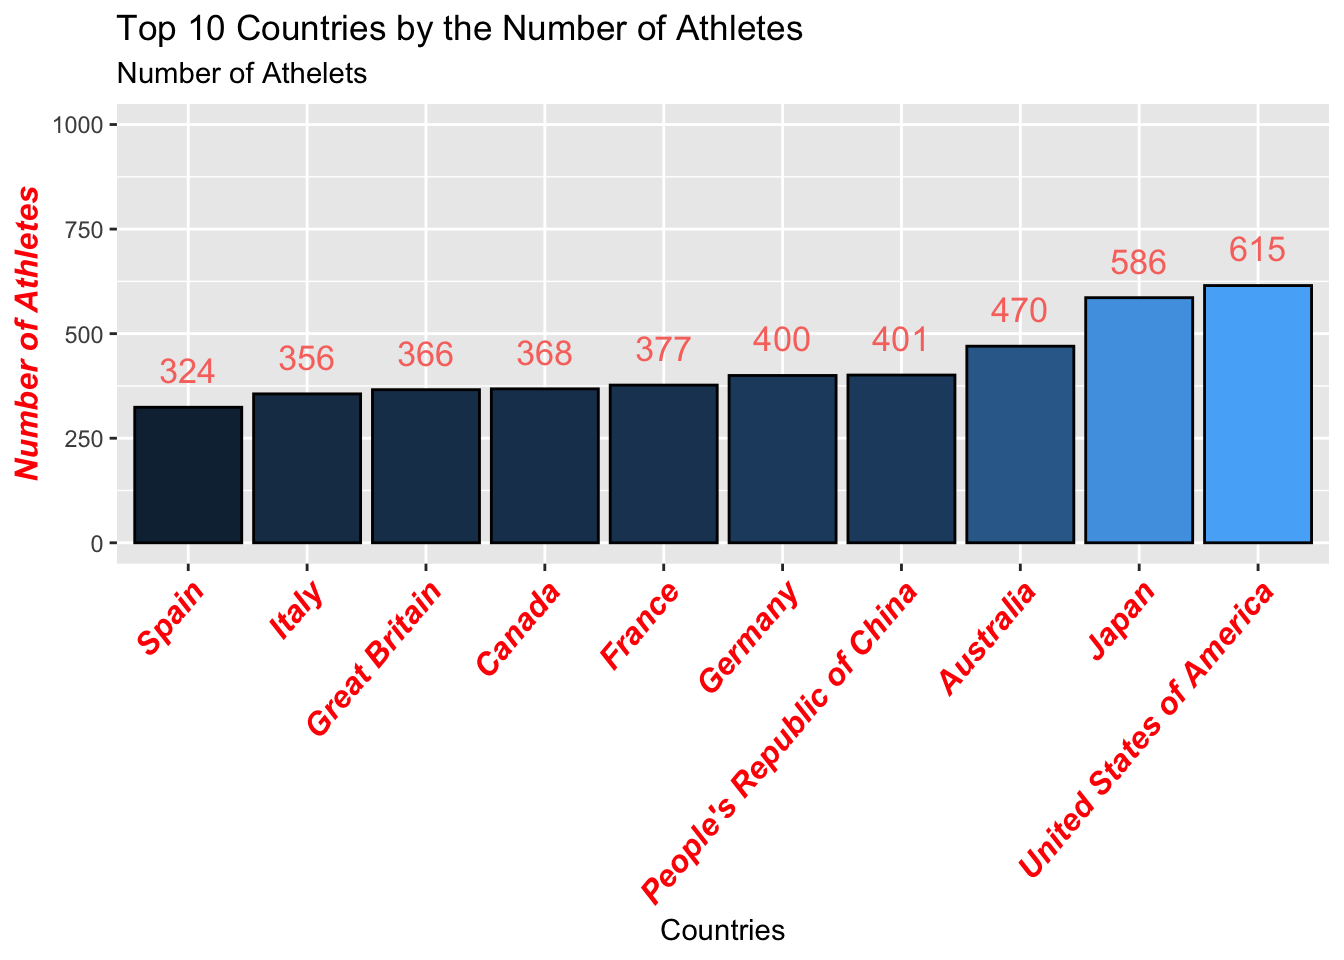 Top 10 Countries by the Number of Athletes
Number of Athelets
Number of Athletes
1000
750
500
250
0
324
356
366
368
377
400
401
470
586
615
Spain
Italy
Great Britain
Canada
France
Germany
People's Republic of China
Australia
Japan
United States of America
Countries